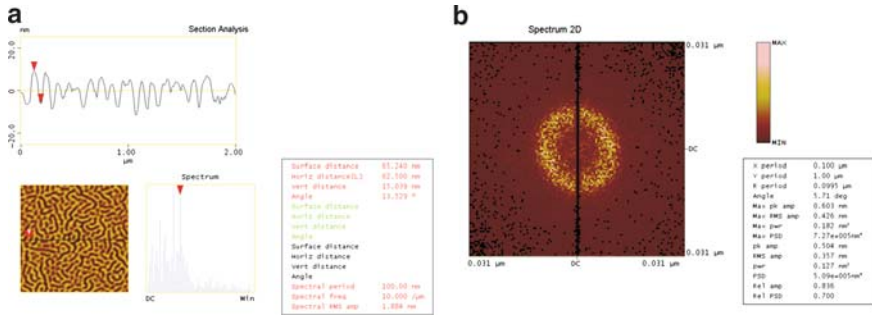 a
nm
Section Analysis
20.0
0
-20.0
0
1.00
2.00
µm
Spectrum
DC
Min
Surface distance 65.240 nm
Horiz distance(L) 62.500 nm
Vert distance 15.039 nm
Angle 13.529 °
Surface distance
Horiz distance
Vert distance
Angle
Surface distance
Horiz distance
Vert distance
Angle
Spectral period 100.00 nm
Spectral freq 10.000 /µm
Spectral RMS amp 1.884 nm
b
Spectrum 2D
0.031 µm
DC
0.031 µm
0.031 µm
DC
0.031 µm
MAX
MIN
X period 0.100 µm
Y period 1.00 µm
R period 0.0995 µm
Angle 5.71 deg
Max pk amp 0.603 nm
Max RMS amp 0.426 nm
Max pwr 0.182 nm²
Max PSD 7.27e+005nm⁴
pk amp 0.504 nm
RMS amp 0.357 nm
pwr 0.127 nm²
PSD 5.09e+005nm⁴
Rel amp 0.836
Rel PSD 0.700